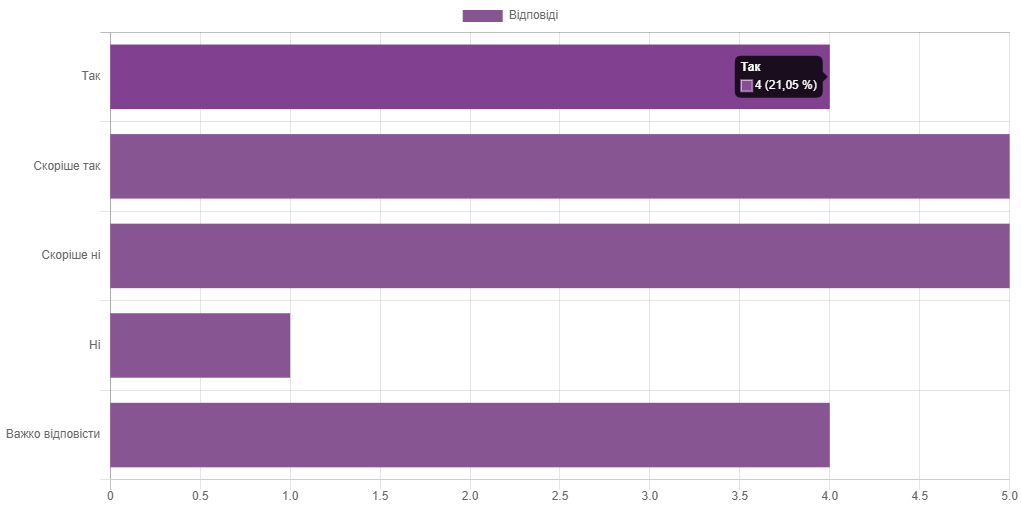 Відповіді
Так
Так
4 (21,05 %)
Скоріше так
Скоріше ні
Ні
Важко відповісти
0 0.5 1.0 1.5 2.0 2.5 3.0 3.5 4.0 4.5 5.0